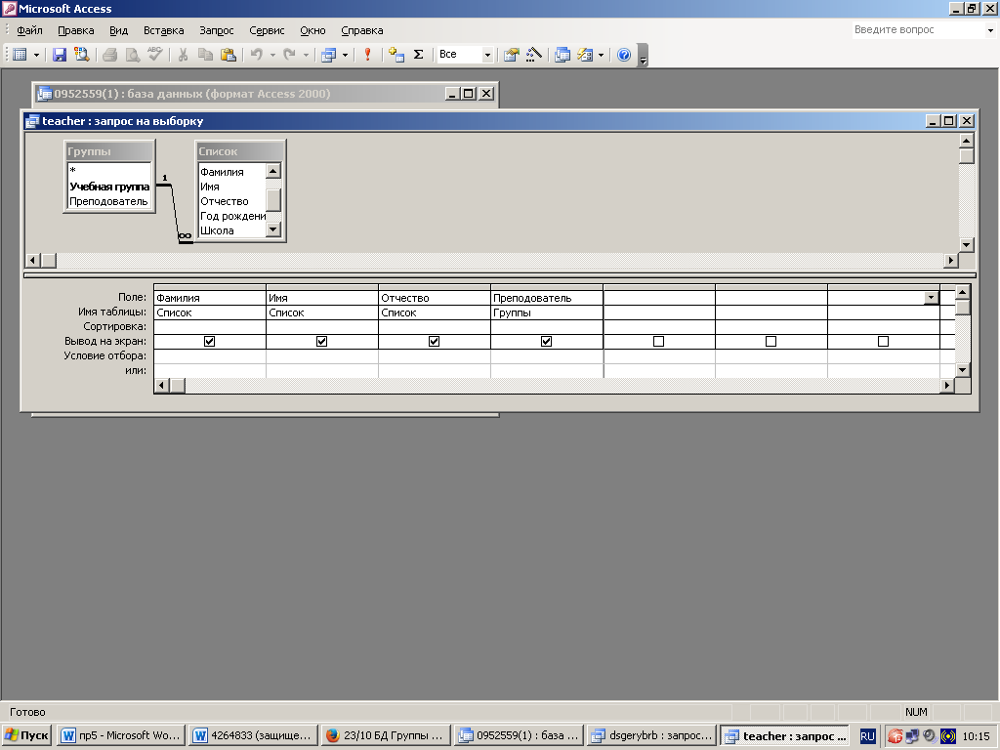 Microsoft Access
Файл Правка Вид Вставка Запрос Сервис Окно Справка Введите вопрос
ABC Σ Все
0952559(1) : база данных (формат Access 2000)
teacher : запрос на выборку
Группы
*
Учебная группа
Преподователь
1
∞
Список
Фамилия
Имя
Отчество
Год рождени
Школа
Поле: Фамилия Имя Отчество Преподователь
Имя таблицы: Список Список Список Группы
Сортировка:
Вывод на экран:
Условие отбора:
или:
Готово NUM
Пуск пр5 - Microsoft Wo... 4264833 (защище... 23/10 БД Группы ... 0952559(1) : база ... dsgerybrb : запрос... teacher : запрос ... RU 10:15